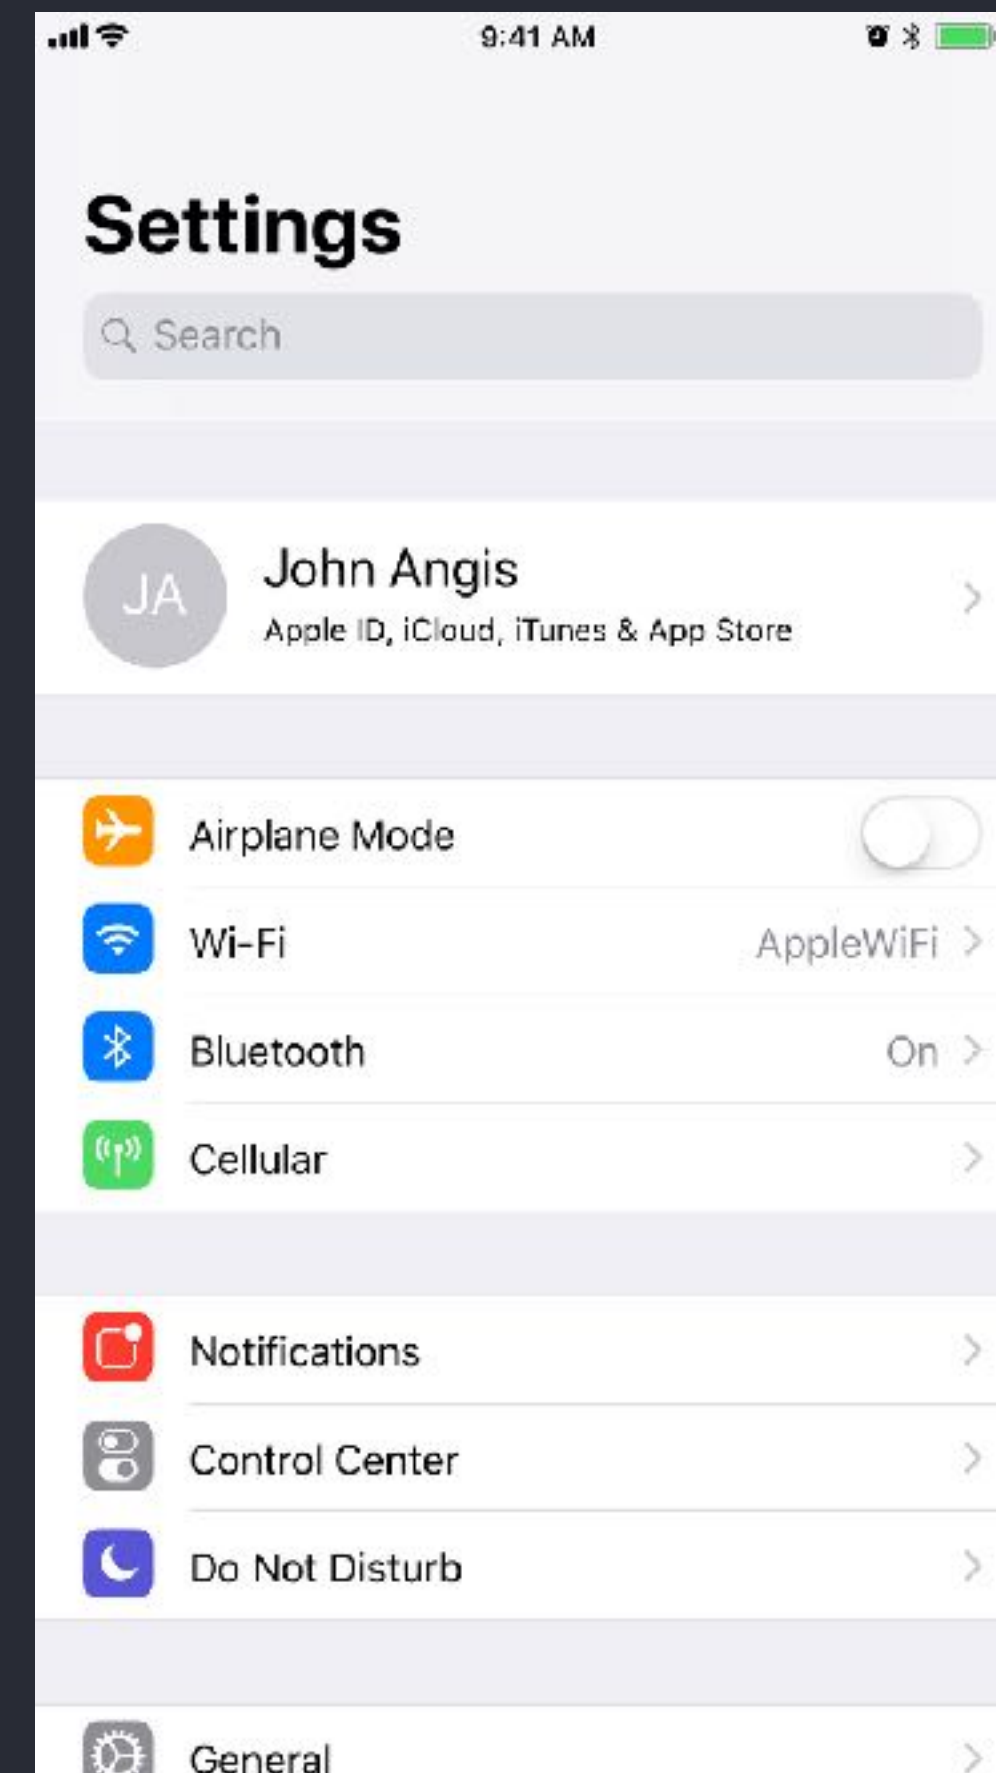 9:41 AM
Settings
Search
JA
John Angis
Apple ID, iCloud, iTunes & App Store
Airplane Mode
Wi-Fi AppleWiFi
Bluetooth On
Cellular
Notifications
Control Center
Do Not Disturb
General